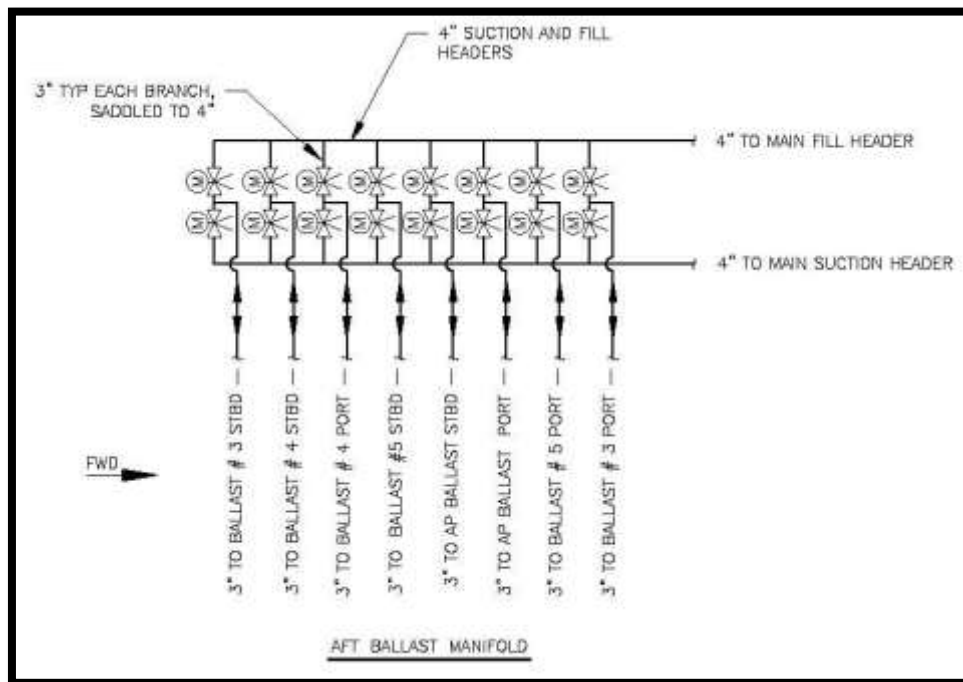 4" SUCTION AND FILL
HEADERS
3" TYP EACH BRANCH,
SADDLED TO 4"
4" TO MAIN FILL HEADER
M M M M M M M M
M M M M M M M M
4" TO MAIN SUCTION HEADER
3" TO BALLAST # 3 STBD
3" TO BALLAST # 4 STBD
3" TO BALLAST # 4 PORT
3" TO BALLAST #5 STBD
3" TO AP BALLAST STBD
3" TO AP BALLAST PORT
3" TO BALLAST # 5 PORT
3" TO BALLAST # 3 PORT
FWD
AFT BALLAST MANIFOLD